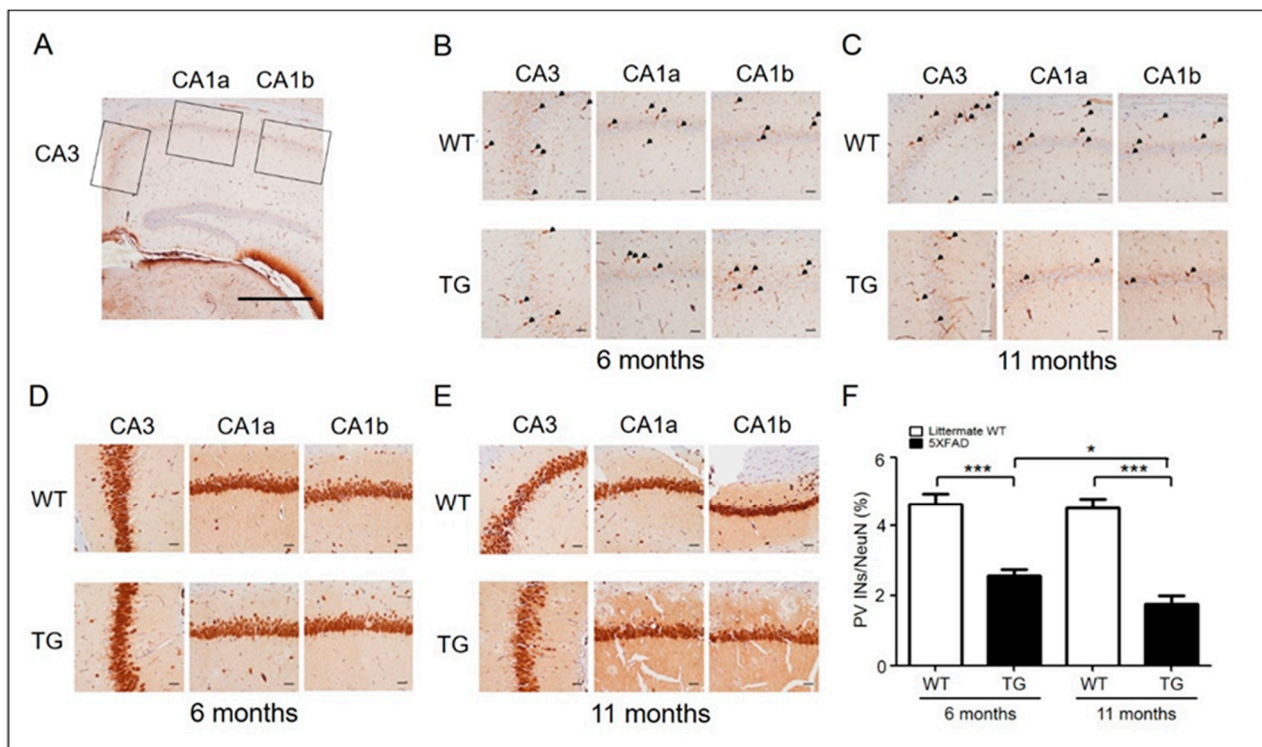 A
CA1a CA1b
CA3
B
CA3 CA1a CA1b
WT
TG
6 months
C
CA3 CA1a CA1b
WT
TG
11 months
D
CA3 CA1a CA1b
WT
TG
6 months
E
CA3 CA1a CA1b
WT
TG
11 months
F
Littermate WT
5XFAD
PV INs/NeuN (%)
6
4
2
0
*
*** ***
WT TG WT TG
6 months 11 months